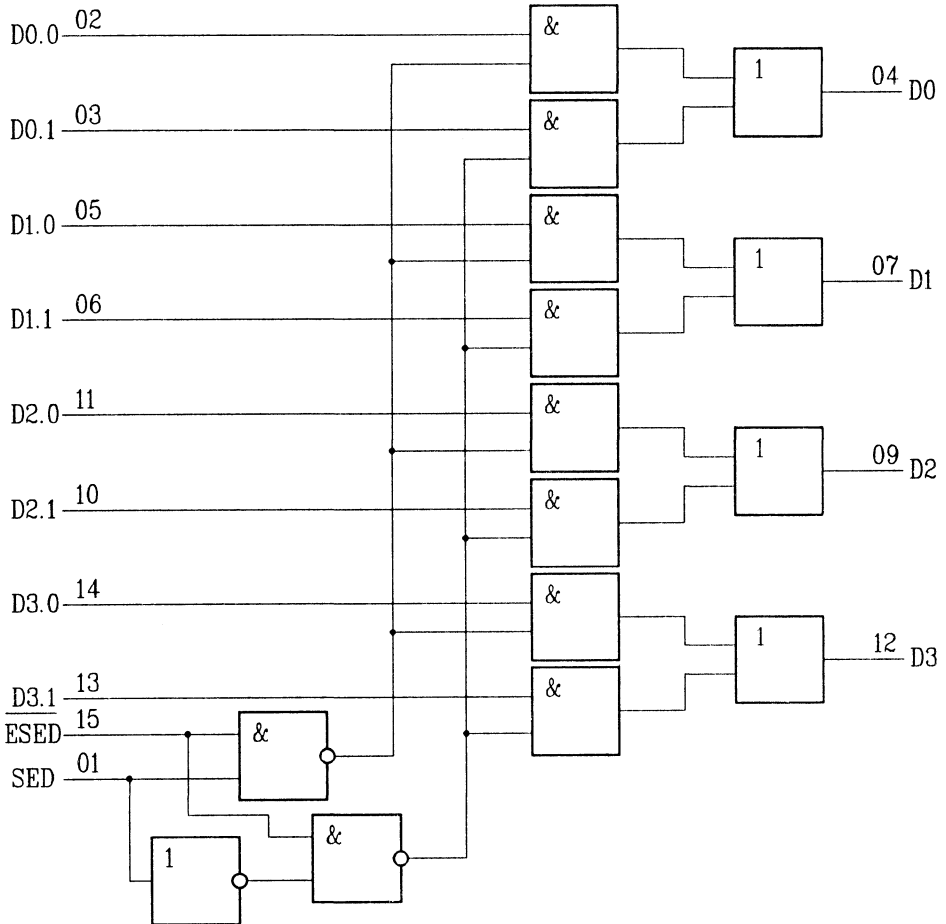 D0.0 02
&
1
04 D0
D0.1 03
&
D1.0 05
&
1
07 D1
D1.1 06
&
D2.0 11
&
1
09 D2
D2.1 10
&
D3.0 14
&
1
12 D3
D3.1 13
&
ESED 15
&
SED 01
&
1